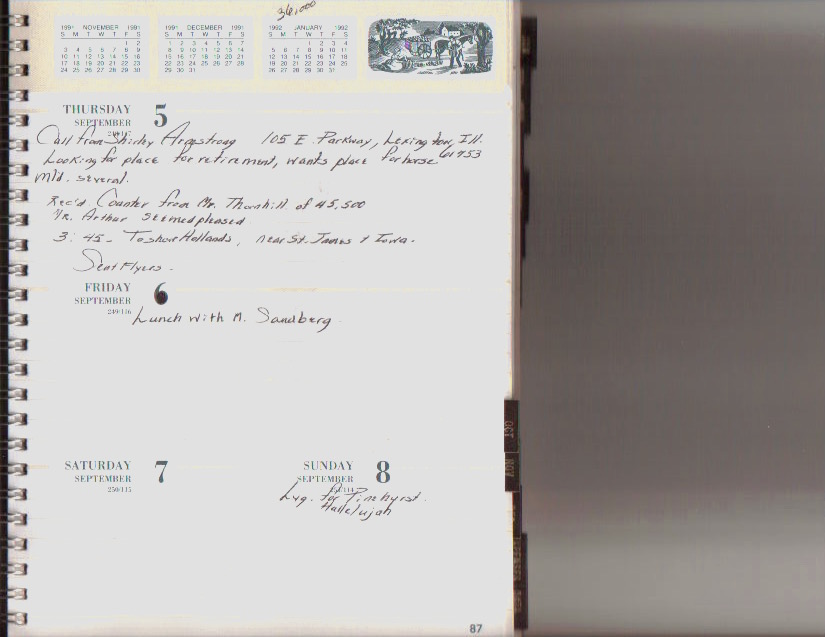 36,000
1991 NOVEMBER 1991
S M T W T F S
1 2
3 4 5 6 7 8 9
10 11 12 13 14 15 16
17 18 19 20 21 22 23
24 25 26 27 28 29 30
1991 DECEMBER 1991
S M T W T F S
1 2 3 4 5 6 7
8 9 10 11 12 13 14
15 16 17 18 19 20 21
22 23 24 25 26 27 28
29 30 31
1992 JANUARY 1992
S M T W T F S
1 2 3 4
5 6 7 8 9 10 11
12 13 14 15 16 17 18
19 20 21 22 23 24 25
26 27 28 29 30 31
THURSDAY 5
SEPTEMBER
Call from Shirley Armstrong 105 E. Parkway, Lexington, Ill.
Looking for place for retirement, wants place for horse 61753
Mld. several.
Rec'd Counter from Mr. Thornhill of 45,500
Mr. Arthur seemed pleased
3:45 - To show Hollands, near St. James & Iowa.
Sent Flyers.
FRIDAY 6
SEPTEMBER
249/116
Lunch with M. Sandberg
SATURDAY 7
SEPTEMBER
250/115
SUNDAY 8
SEPTEMBER
Lvg. for Pinehurst.
Hallelujah
OCT
NOV
87